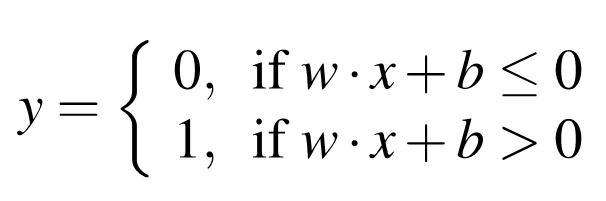 y = { 0, if w · x + b ≤ 0
1, if w · x + b > 0